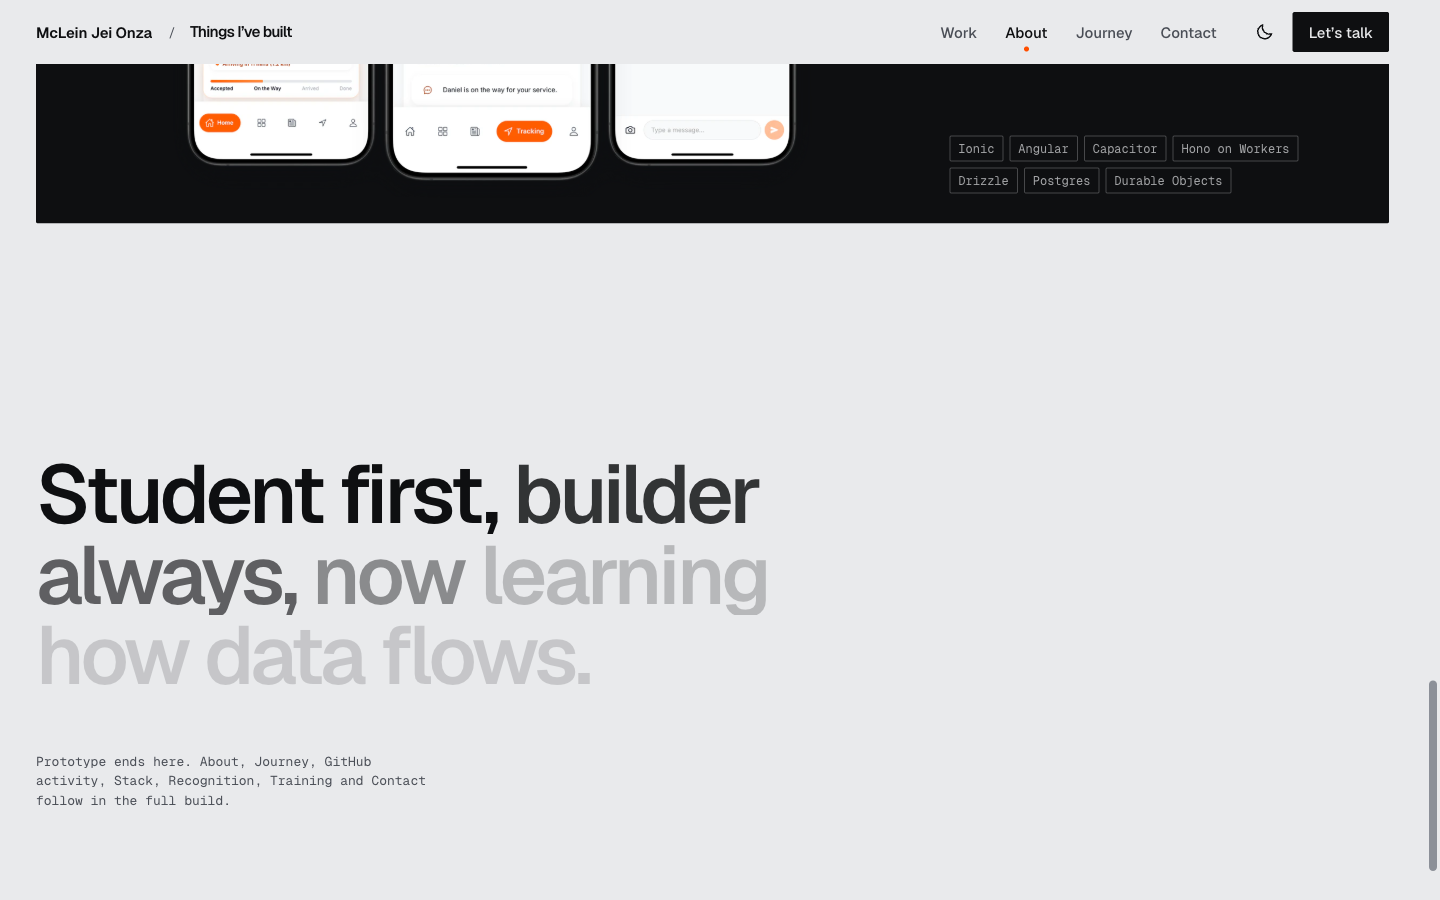 McLein Jei Onza / Things I've built
Work About Journey Contact Let's talk
Accepted On the Way Arrived Done
Home
Daniel is on the way for your service.
Tracking
Type a message...
Ionic Angular Capacitor Hono on Workers
Drizzle Postgres Durable Objects
Student first, builder
always, now learning
how data flows.
Prototype ends here. About, Journey, GitHub
activity, Stack, Recognition, Training and Contact
follow in the full build.